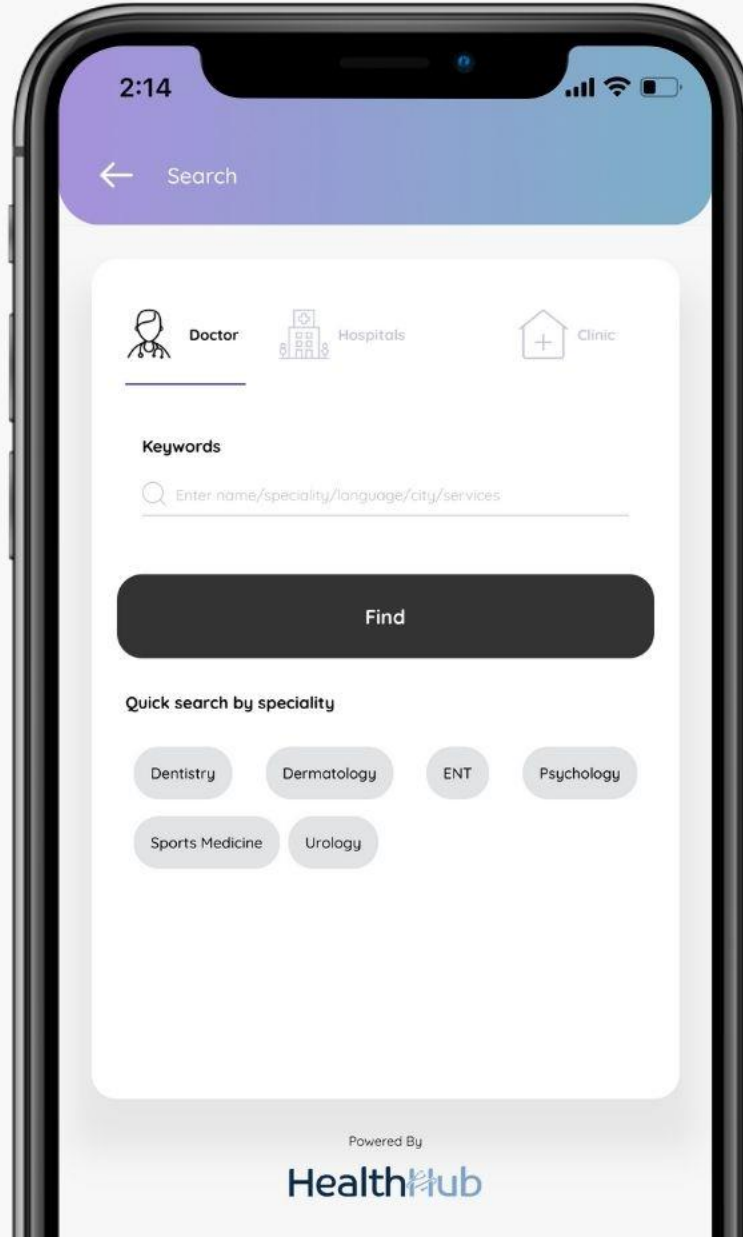 2:14
Search
Doctor Hospitals Clinic
Keywords
Enter name/speciality/language/city/services
Find
Quick search by speciality
Dentistry Dermatology ENT Psychology
Sports Medicine Urology
Powered By
HealthHub